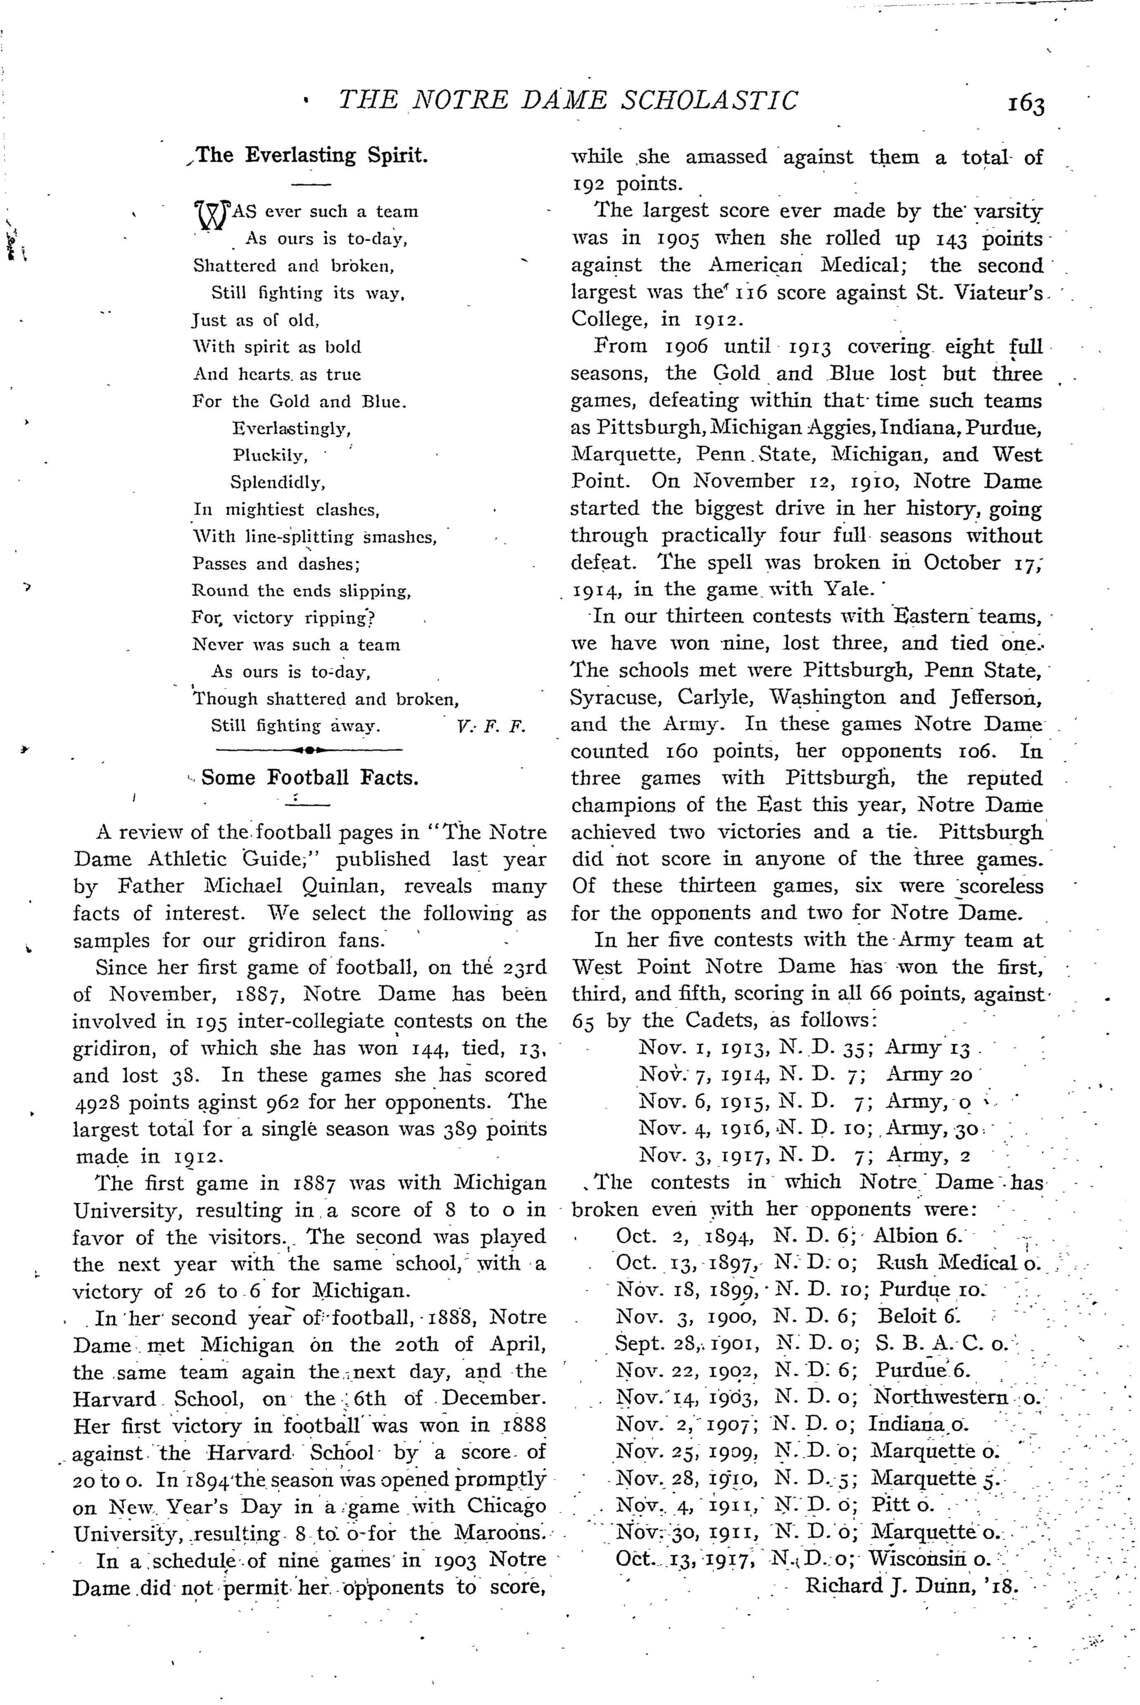 THE NOTRE DAME SCHOLASTIC 163
The Everlasting Spirit.
WAS ever such a team
As ours is to-day,
Shattered and broken,
Still fighting its way,
Just as of old,
With spirit as bold
And hearts as true
For the Gold and Blue.
Everlastingly,
Pluckily,
Splendidly,
In mightiest clashes,
With line-splitting smashes,
Passes and dashes;
Round the ends slipping,
For victory ripping?
Never was such a team
As ours is to-day,
Though shattered and broken,
Still fighting away. V. F. F.
Some Football Facts.
A review of the football pages in "The Notre
Dame Athletic Guide," published last year
by Father Michael Quinlan, reveals many
facts of interest. We select the following as
samples for our gridiron fans.
Since her first game of football, on the 23rd
of November, 1887, Notre Dame has been
involved in 195 inter-collegiate contests on the
gridiron, of which she has won 144, tied, 13,
and lost 38. In these games she has scored
4928 points aginst 962 for her opponents. The
largest total for a single season was 389 points
made in 1912.
The first game in 1887 was with Michigan
University, resulting in a score of 8 to 0 in
favor of the visitors. The second was played
the next year with the same school, with a
victory of 26 to 6 for Michigan.
In her second year of football, 1888, Notre
Dame met Michigan on the 20th of April,
the same team again the next day, and the
Harvard School, on the 6th of December.
Her first victory in football was won in 1888
against the Harvard School by a score of
20 to 0. In 1894 the season was opened promptly
on New Year's Day in a game with Chicago
University, resulting 8 to 0 for the Maroons.
In a schedule of nine games in 1903 Notre
Dame did not permit her opponents to score,
while she amassed against them a total of
192 points.
The largest score ever made by the varsity
was in 1905 when she rolled up 143 points
against the American Medical; the second
largest was the 116 score against St. Viateur's
College, in 1912.
From 1906 until 1913 covering eight full
seasons, the Gold and Blue lost but three
games, defeating within that time such teams
as Pittsburgh, Michigan Aggies, Indiana, Purdue,
Marquette, Penn State, Michigan, and West
Point. On November 12, 1910, Notre Dame
started the biggest drive in her history, going
through practically four full seasons without
defeat. The spell was broken in October 17,
1914, in the game with Yale.
In our thirteen contests with Eastern teams,
we have won nine, lost three, and tied one.
The schools met were Pittsburgh, Penn State,
Syracuse, Carlyle, Washington and Jefferson,
and the Army. In these games Notre Dame
counted 160 points, her opponents 106. In
three games with Pittsburgh, the reputed
champions of the East this year, Notre Dame
achieved two victories and a tie. Pittsburgh
did not score in anyone of the three games.
Of these thirteen games, six were scoreless
for the opponents and two for Notre Dame.
In her five contests with the Army team at
West Point Notre Dame has won the first,
third, and fifth, scoring in all 66 points, against
65 by the Cadets, as follows:
Nov. 1, 1913, N. D. 35; Army 13
Nov. 7, 1914, N. D. 7; Army 20
Nov. 6, 1915, N. D. 7; Army, 0
Nov. 4, 1916, N. D. 10; Army, 30
Nov. 3, 1917, N. D. 7; Army, 2
The contests in which Notre Dame has
broken even with her opponents were:
Oct. 2, 1894, N. D. 6; Albion 6.
Oct. 13, 1897, N. D. 0; Rush Medical 0.
Nov. 18, 1899, N. D. 10; Purdue 10.
Nov. 3, 1900, N. D. 6; Beloit 6.
Sept. 28, 1901, N. D. 0; S. B. A. C. 0.
Nov. 22, 1902, N. D. 6; Purdue 6.
Nov. 14, 1903, N. D. 0; Northwestern 0.
Nov. 2, 1907; N. D. 0; Indiana 0.
Nov. 25, 1909, N. D. 0; Marquette 0.
Nov. 28, 1910, N. D. 5; Marquette 5.
Nov. 4, 1911, N. D. 0; Pitt 0.
Nov. 30, 1911, N. D. 0; Marquette 0.
Oct. 13, 1917, N. D. 0; Wisconsin 0.
Richard J. Dunn, '18.